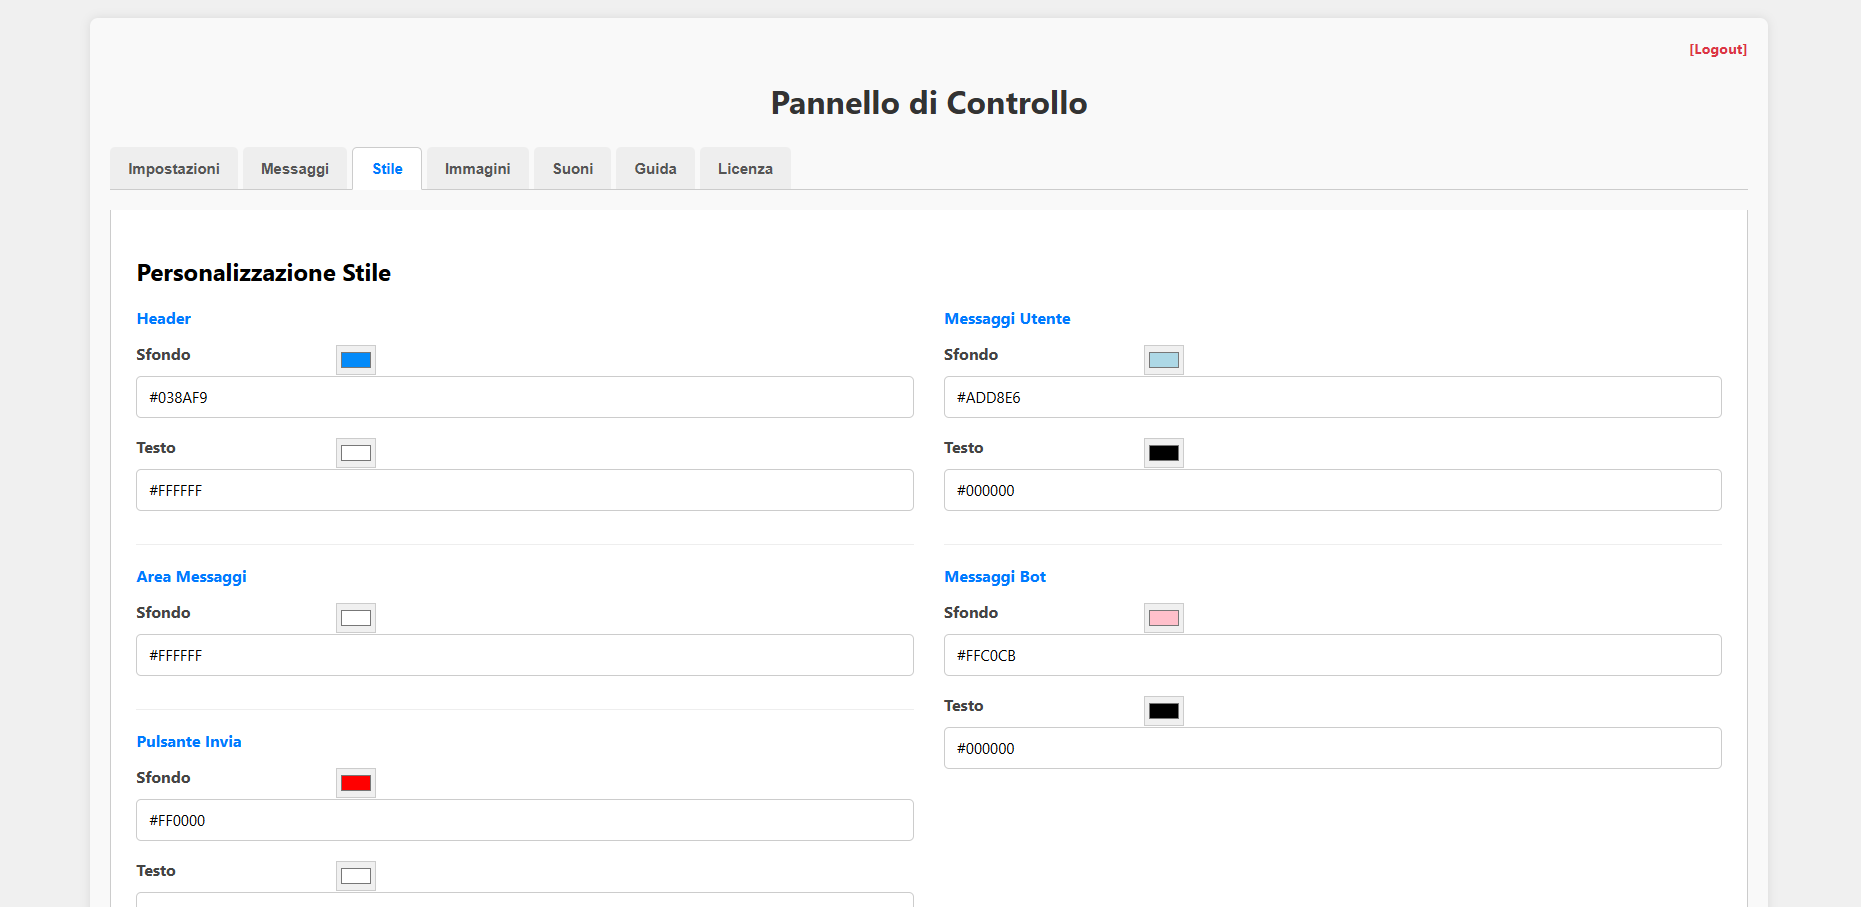 [Logout]
Pannello di Controllo
Impostazioni
Messaggi
Stile
Immagini
Suoni
Guida
Licenza
Personalizzazione Stile
Header
Sfondo
#038AF9
Testo
#FFFFFF
Area Messaggi
Sfondo
#FFFFFF
Pulsante Invia
Sfondo
#FF0000
Testo
Messaggi Utente
Sfondo
#ADD8E6
Testo
#000000
Messaggi Bot
Sfondo
#FFC0CB
Testo
#000000